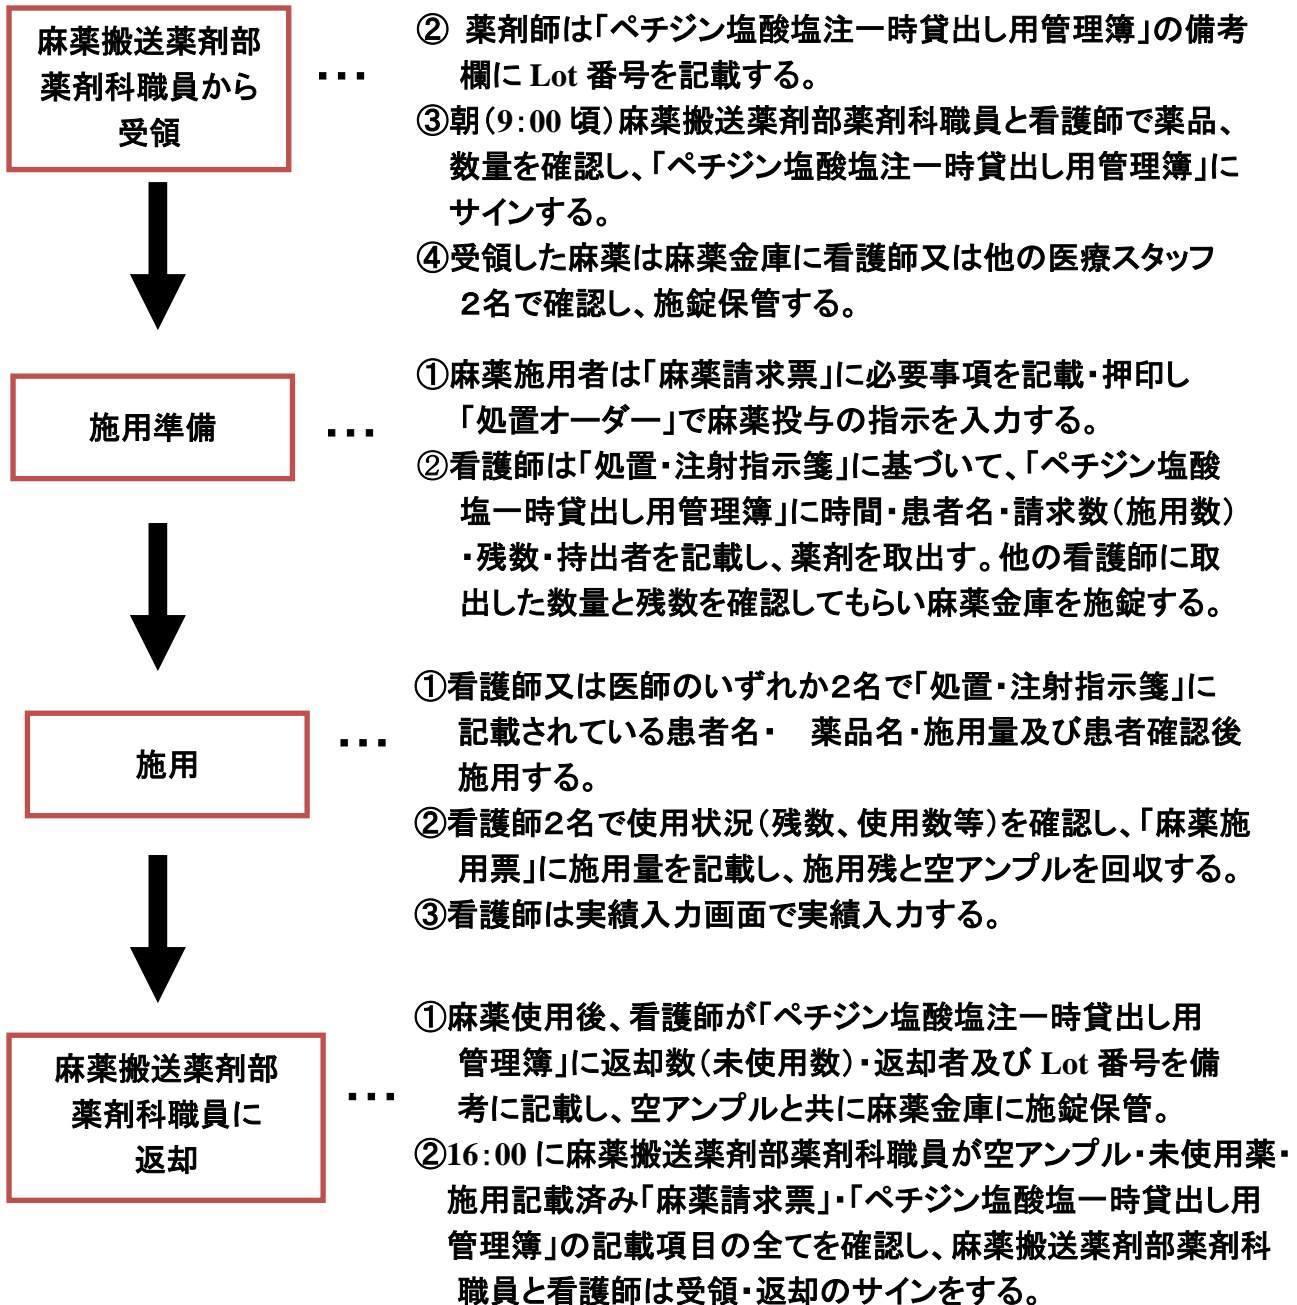 麻薬搬送薬剤部
薬剤科職員から
受領
…
② 薬剤師は「ペチジン塩酸塩注一時貸出し用管理簿」の備考
欄に Lot 番号を記載する。
③朝（9：00 頃）麻薬搬送薬剤部薬剤科職員と看護師で薬品、
数量を確認し、「ペチジン塩酸塩注一時貸出し用管理簿」に
サインする。
④受領した麻薬は麻薬金庫に看護師又は他の医療スタッフ
２名で確認し、施錠保管する。
施用準備
…
①麻薬施用者は「麻薬請求票」に必要事項を記載・押印し
「処置オーダー」で麻薬投与の指示を入力する。
②看護師は「処置・注射指示箋」に基づいて、「ペチジン塩酸
塩一時貸出し用管理簿」に時間・患者名・請求数（施用数）
・残数・持出者を記載し、薬剤を取出す。他の看護師に取
出した数量と残数を確認してもらい麻薬金庫を施錠する。
施用
…
①看護師又は医師のいずれか２名で「処置・注射指示箋」に
記載されている患者名・　薬品名・施用量及び患者確認後
施用する。
②看護師２名で使用状況（残数、使用数等）を確認し、「麻薬施
用票」に施用量を記載し、施用残と空アンプルを回収する。
③看護師は実績入力画面で実績入力する。
麻薬搬送薬剤部
薬剤科職員に
返却
…
①麻薬使用後、看護師が「ペチジン塩酸塩注一時貸出し用
管理簿」に返却数（未使用数）・返却者及び Lot 番号を備
考に記載し、空アンプルと共に麻薬金庫に施錠保管。
②16：00 に麻薬搬送薬剤部薬剤科職員が空アンプル・未使用薬・
施用記載済み「麻薬請求票」・「ペチジン塩酸塩一時貸出し用
管理簿」の記載項目の全てを確認し、麻薬搬送薬剤部薬剤科
職員と看護師は受領・返却のサインをする。